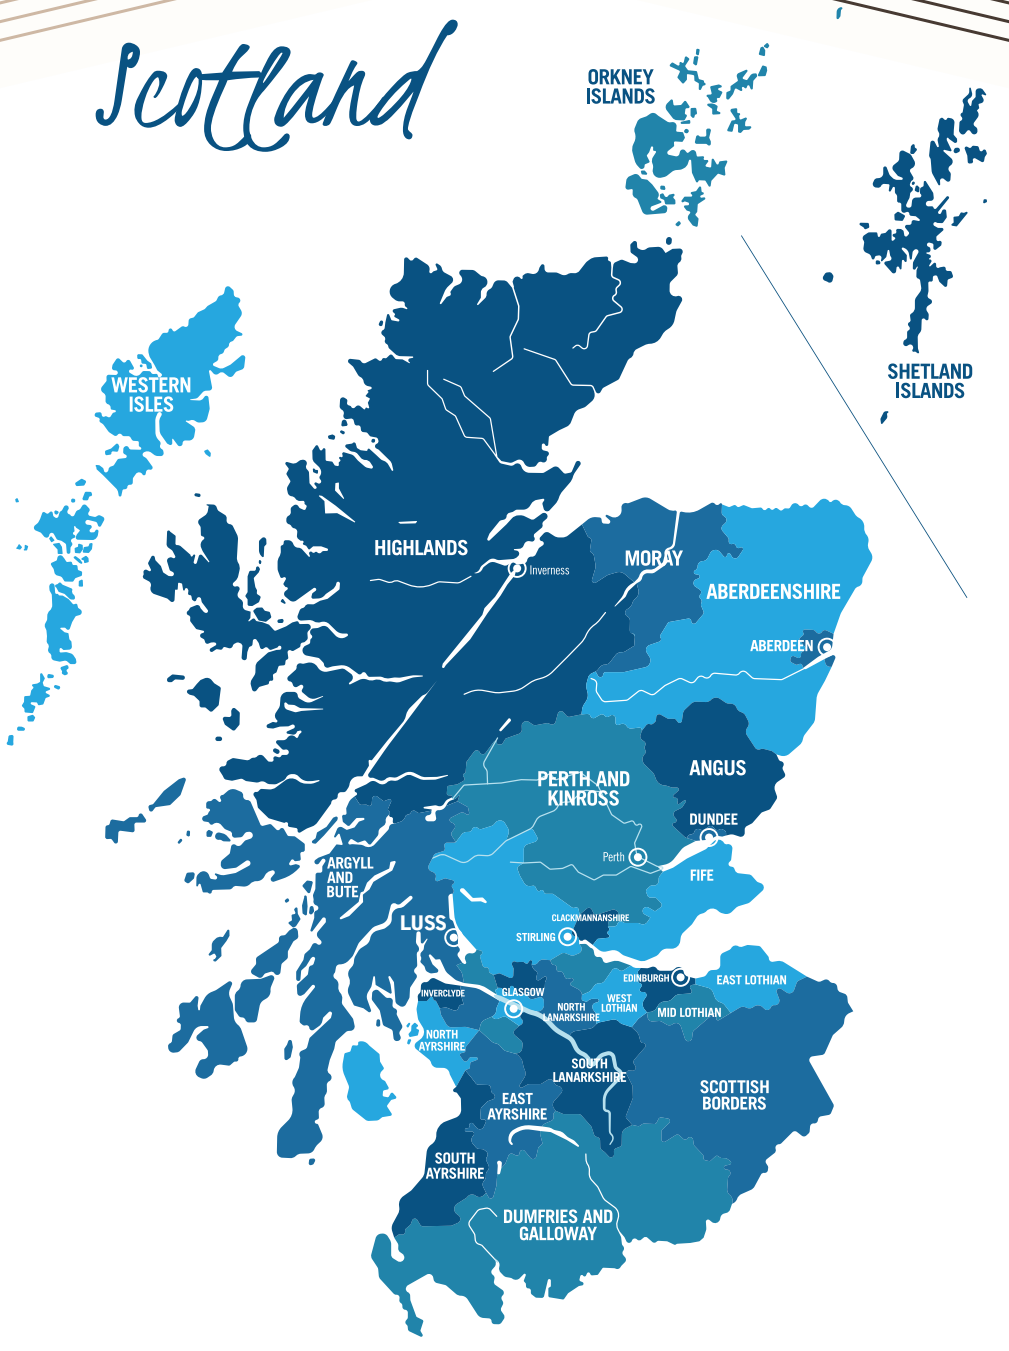 Scotland
ORKNEY
ISLANDS
SHETLAND
ISLANDS
WESTERN
ISLES
HIGHLANDS
Inverness
MORAY
ABERDEENSHIRE
ABERDEEN
PERTH AND
KINROSS
ANGUS
DUNDEE
Perth
FIFE
ARGYLL
AND
BUTE
CLACKMANNANSHIRE
LUSS
STIRLING
EDINBURGH
EAST LOTHIAN
INVERCLYDE
GLASGOW
WEST
LOTHIAN
NORTH
LANARKSHIRE
MID LOTHIAN
NORTH
AYRSHIRE
SOUTH
LANARKSHIRE
SCOTTISH
BORDERS
EAST
AYRSHIRE
SOUTH
AYRSHIRE
DUMFRIES AND
GALLOWAY